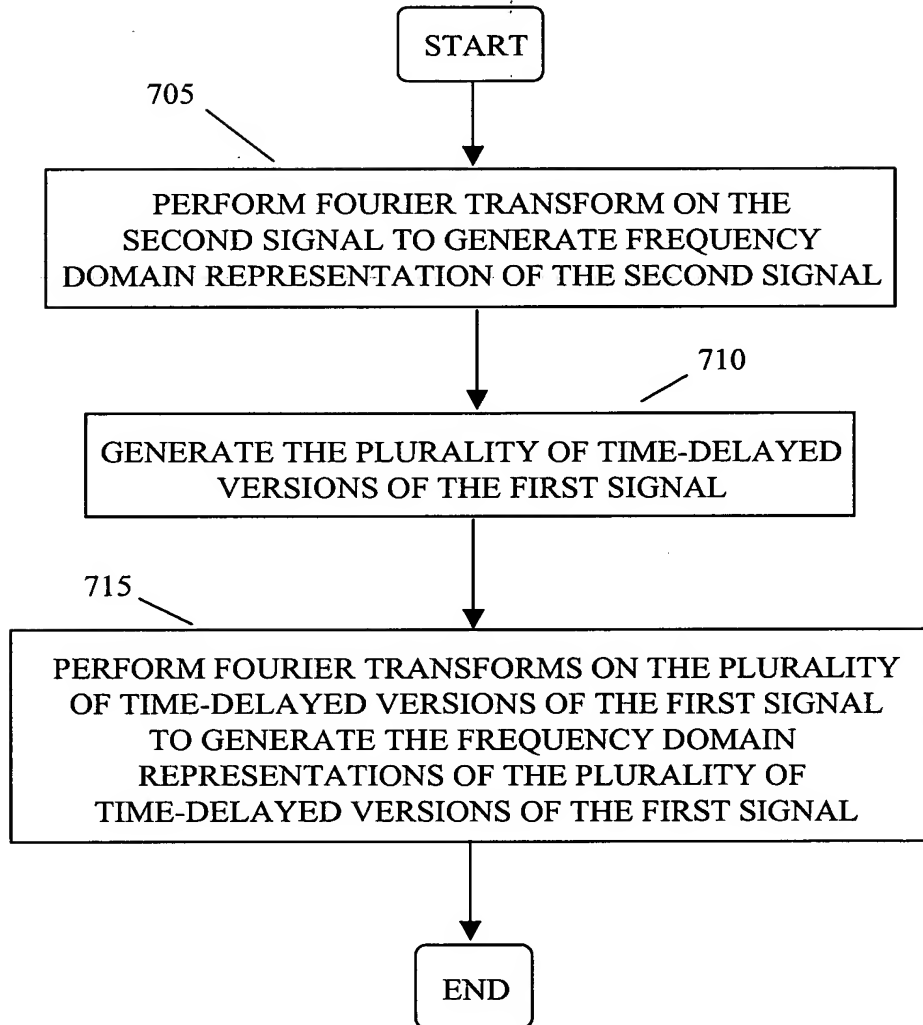 START
705
PERFORM FOURIER TRANSFORM ON THE
SECOND SIGNAL TO GENERATE FREQUENCY
DOMAIN REPRESENTATION OF THE SECOND SIGNAL
710
GENERATE THE PLURALITY OF TIME-DELAYED
VERSIONS OF THE FIRST SIGNAL
715
PERFORM FOURIER TRANSFORMS ON THE PLURALITY
OF TIME-DELAYED VERSIONS OF THE FIRST SIGNAL
TO GENERATE THE FREQUENCY DOMAIN
REPRESENTATIONS OF THE PLURALITY OF
TIME-DELAYED VERSIONS OF THE FIRST SIGNAL
END